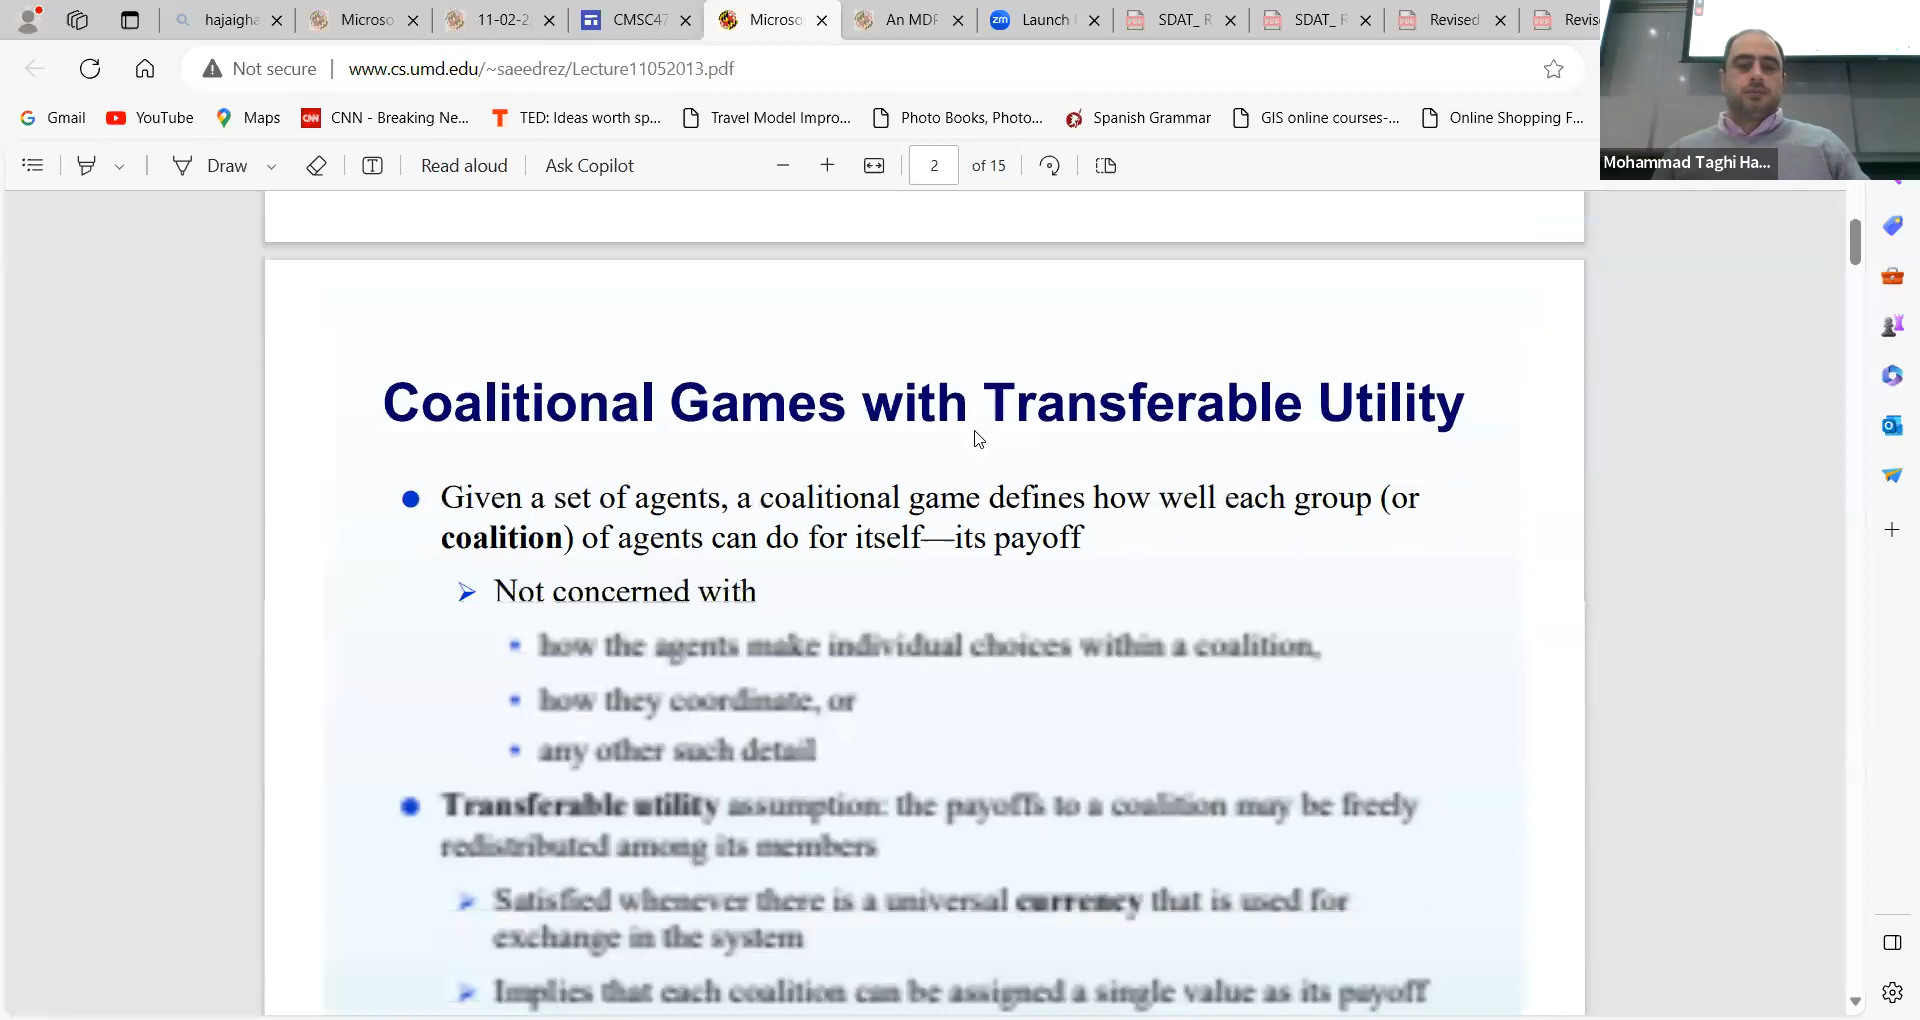 hajaigha
Microso
11-02-2
CMSC47
Microso
An MDP
Launch
SDAT_ R
SDAT_ R
Revised
Revise
Not secure
www.cs.umd.edu/~saeedrez/Lecture11052013.pdf
Gmail
YouTube
Maps
CNN
CNN - Breaking Ne...
TED: Ideas worth sp...
Travel Model Impro...
Photo Books, Photo...
Spanish Grammar
GIS online courses-...
Online Shopping F...
Draw
Read aloud
Ask Copilot
2
of 15
Mohammad Taghi Ha...
Coalitional Games with Transferable Utility
Given a set of agents, a coalitional game defines how well each group (or
coalition) of agents can do for itself—its payoff
Not concerned with
how the agents make individual choices within a coalition,
how they coordinate, or
any other such detail
Transferable utility assumption: the payoffs to a coalition may be freely
redistributed among its members
Satisfied whenever there is a universal currency that is used for
exchange in the system
Implies that each coalition can be assigned a single value as its payoff